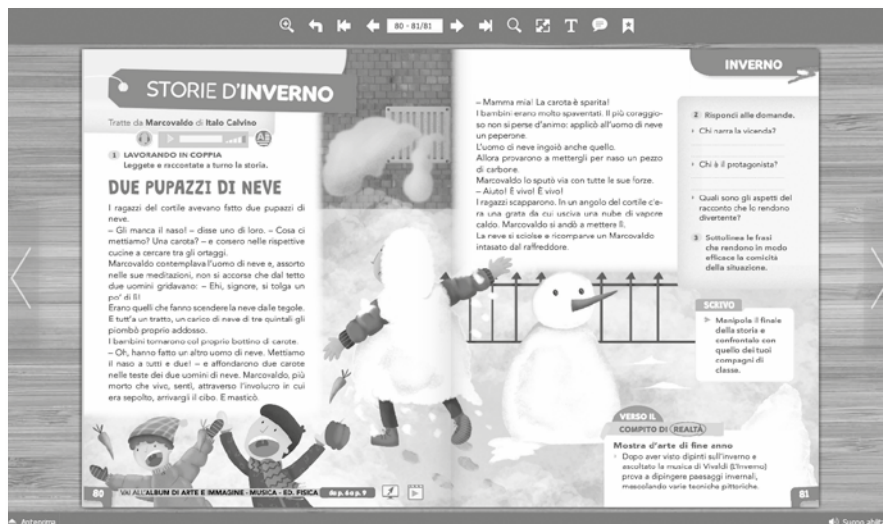 80 - 81/81
T
STORIE D'INVERNO
Tratte da Marcovaldo di Italo Calvino
1 LAVORANDO IN COPPIA
Leggete e raccontate a turno la storia.
DUE PUPAZZI DI NEVE
I ragazzi del cortile avevano fatto due pupazzi di
neve.
– Gli manca il naso! – disse uno di loro. – Cosa ci
mettiamo? Una carota? – e corsero nelle rispettive
cucine a cercare tra gli ortaggi.
Marcovaldo contemplava l'uomo di neve e, assorto
nelle sue meditazioni, non si accorse che dal tetto
due uomini gridavano: – Ehi, signore, si tolga un
po' di lì!
Erano quelli che fanno scendere la neve dalle tegole.
E tutt'a un tratto, un carico di neve di tre quintali gli
piombò proprio addosso.
I bambini tornarono col proprio bottino di carote.
– Oh, hanno fatto un altro uomo di neve. Mettiamo
il naso a tutti e due! – e affondarono due carote
nelle teste dei due uomini di neve. Marcovaldo, più
morto che vivo, sentì, attraverso l'involucro in cui
era sepolto, arrivargli il cibo. E masticò.
80
VAI ALL'ALBUM DI ARTE E IMMAGINE - MUSICA - ED. FISICA
da p. 6 a p. 9
– Mamma mia! La carota è sparita!
I bambini erano molto spaventati. Il più coraggio-
so non si perse d'animo: applicò all'uomo di neve
un peperone.
L'uomo di neve ingoiò anche quello.
Allora provarono a mettergli per naso un pezzo
di carbone.
Marcovaldo lo sputò via con tutte le sue forze.
– Aiuto! È vivo! È vivo!
I ragazzi scapparono. In un angolo del cortile c'e-
ra una grata da cui usciva una nube di vapore
caldo. Marcovaldo si andò a mettere lì.
La neve si sciolse e ricomparve un Marcovaldo
intasato dal raffreddore.
INVERNO
2 Rispondi alle domande.
Chi narra la vicenda?
Chi è il protagonista?
Quali sono gli aspetti del
racconto che lo rendono
divertente?
3 Sottolinea le frasi
che rendono in modo
efficace la comicità
della situazione.
SCRIVO
Manipola il finale
della storia e
confrontalo con
quello dei tuoi
compagni di
classe.
VERSO IL
COMPITO DI REALTÀ
Mostra d'arte di fine anno
Dopo aver visto dipinti sull'inverno e
ascoltato la musica di Vivaldi (L'Inverno)
prova a dipingere paesaggi invernali,
mescolando varie tecniche pittoriche.
81
Anteprima